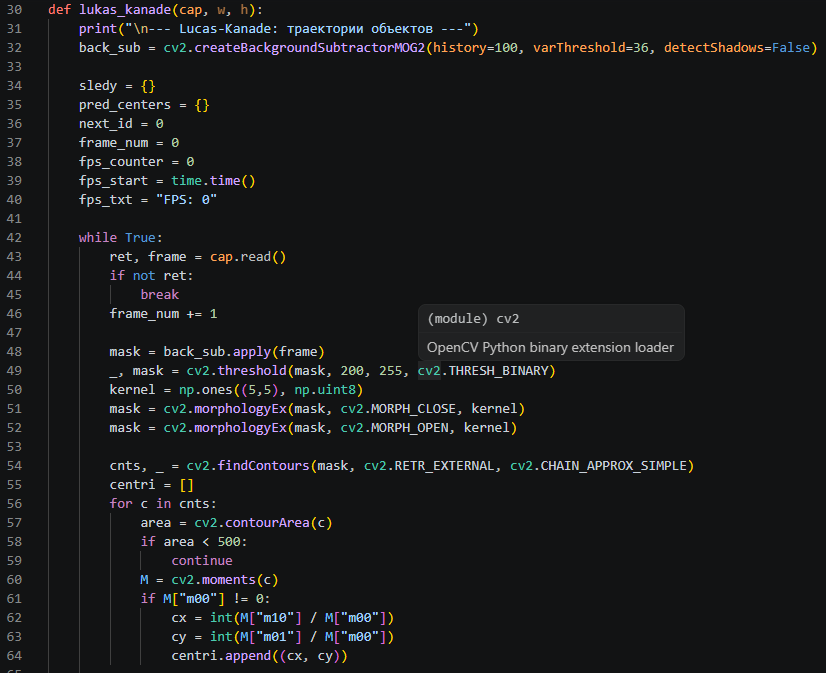 30 def lukas_kanade(cap, w, h):
31     print("\n--- Lucas-Kanade: траектории объектов ---")
32     back_sub = cv2.createBackgroundSubtractorMOG2(history=100, varThreshold=36, detectShadows=False)
33
34     sledy = {}
35     pred_centers = {}
36     next_id = 0
37     frame_num = 0
38     fps_counter = 0
39     fps_start = time.time()
40     fps_txt = "FPS: 0"
41
42     while True:
43         ret, frame = cap.read()
44         if not ret:
45             break
46         frame_num += 1
(module) cv2
47
OpenCV Python binary extension loader
48         mask = back_sub.apply(frame)
49         _, mask = cv2.threshold(mask, 200, 255, cv2.THRESH_BINARY)
50         kernel = np.ones((5,5), np.uint8)
51         mask = cv2.morphologyEx(mask, cv2.MORPH_CLOSE, kernel)
52         mask = cv2.morphologyEx(mask, cv2.MORPH_OPEN, kernel)
53
54         cnts, _ = cv2.findContours(mask, cv2.RETR_EXTERNAL, cv2.CHAIN_APPROX_SIMPLE)
55         centri = []
56         for c in cnts:
57             area = cv2.contourArea(c)
58             if area < 500:
59                 continue
60             M = cv2.moments(c)
61             if M["m00"] != 0:
62                 cx = int(M["m10"] / M["m00"])
63                 cy = int(M["m01"] / M["m00"])
64                 centri.append((cx, cy))